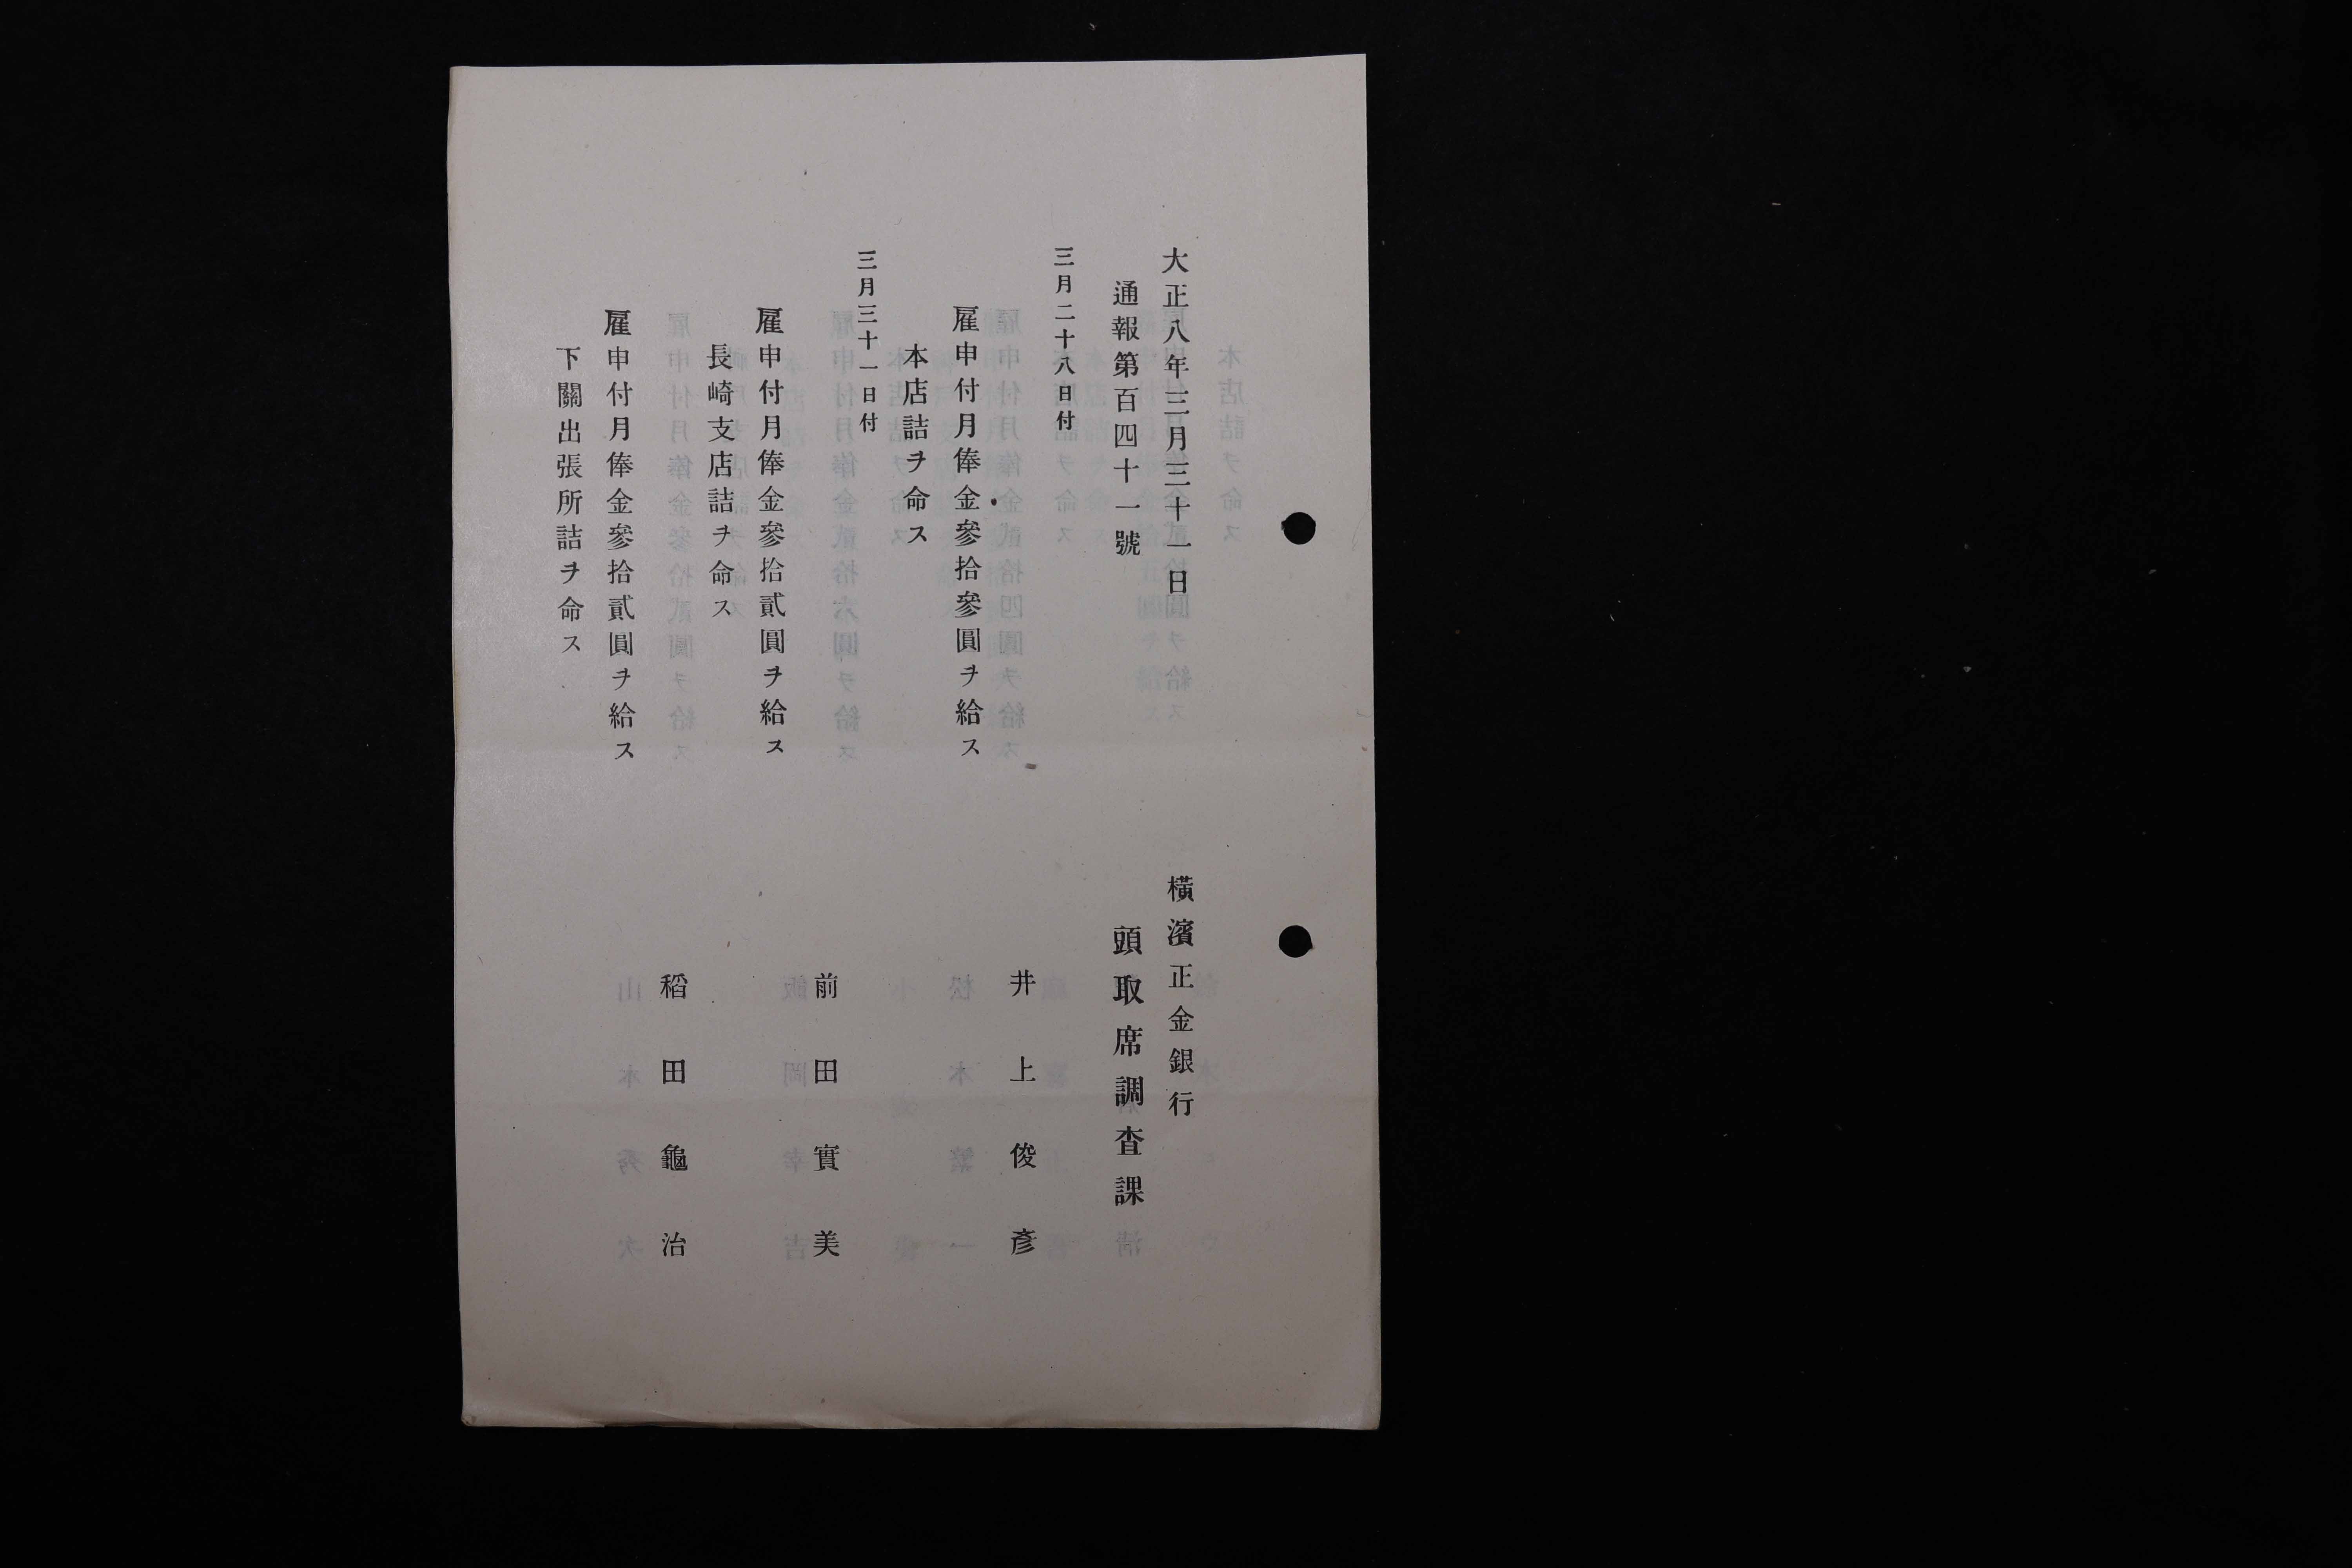 大正八年三月三十一日
橫濱正金銀行
通報第百四十一號
頭取席調査課
三月二十八日付
井上俊彥
雇申付月俸金參拾參圓ヲ給ス
本店詰ヲ命ス
三月三十一日付
前田實美
雇申付月俸金參拾貳圓ヲ給ス
長崎支店詰ヲ命ス
稻田龜治
雇申付月俸金參拾貳圓ヲ給ス
下關出張所詰ヲ命ス